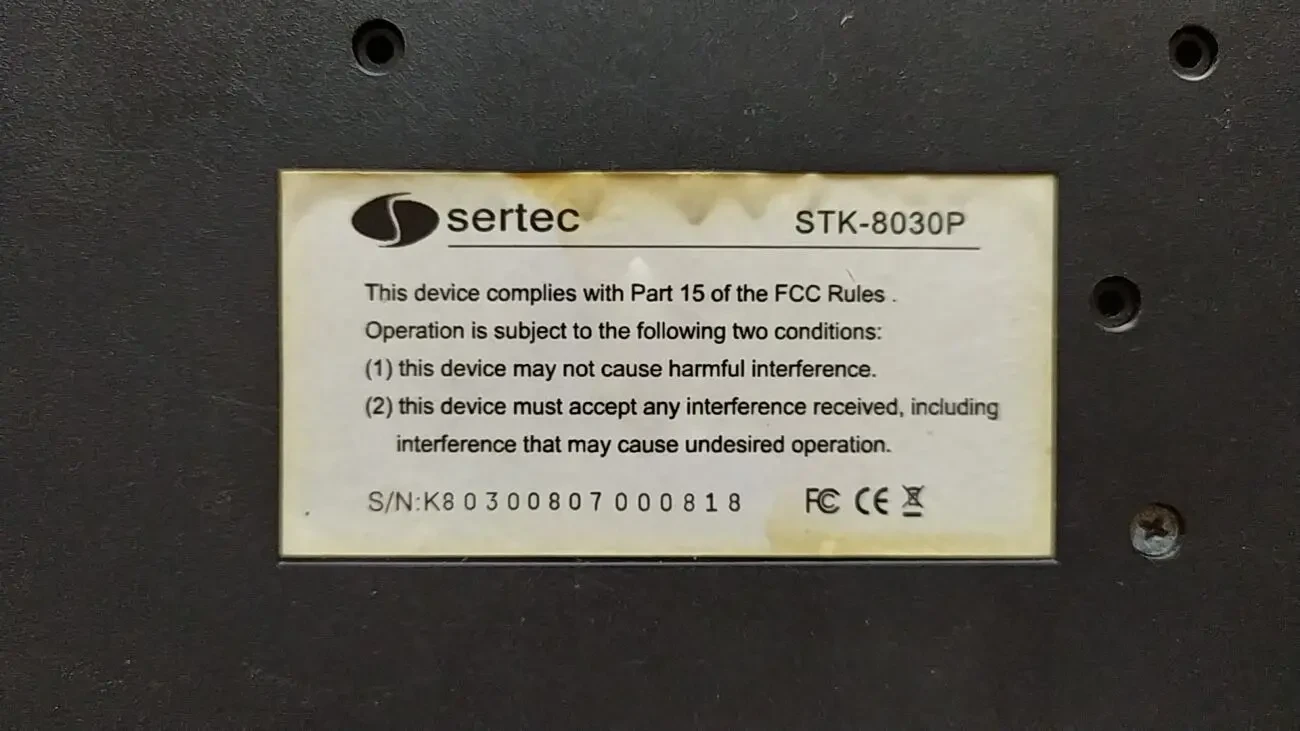 sertec STK-8030P
This device complies with Part 15 of the FCC Rules .
Operation is subject to the following two conditions:
(1) this device may not cause harmful interference.
(2) this device must accept any interference received, including
interference that may cause undesired operation.
S/N:K80300807000818 FC CE